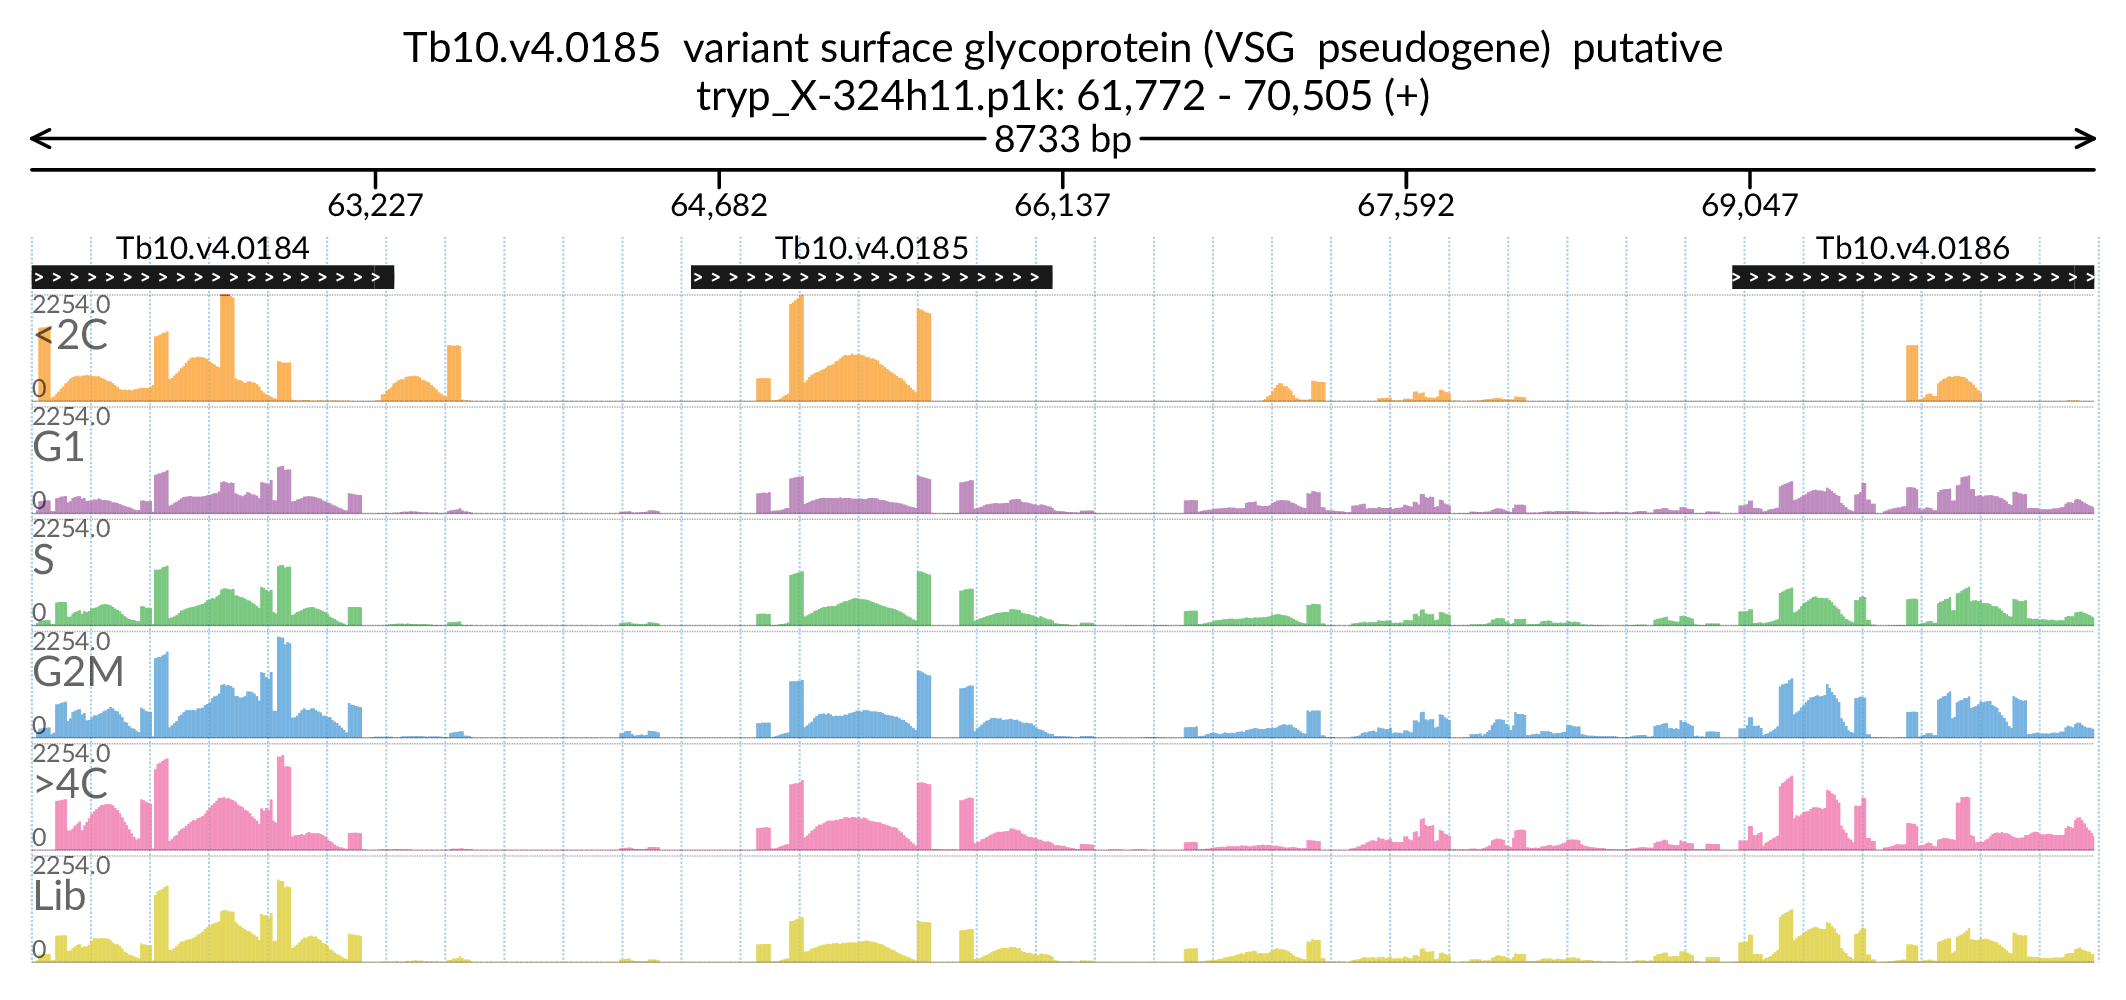 Tb10.v4.0185  variant surface glycoprotein (VSG  pseudogene)  putative
tryp_X-324h11.p1k: 61,772 - 70,505 (+)
8733 bp
63,227 64,682 66,137 67,592 69,047
Tb10.v4.0184 Tb10.v4.0185 Tb10.v4.0186
2254.0
<2C
0
2254.0
G1
0
2254.0
S
0
2254.0
G2M
0
2254.0
>4C
0
2254.0
Lib
0